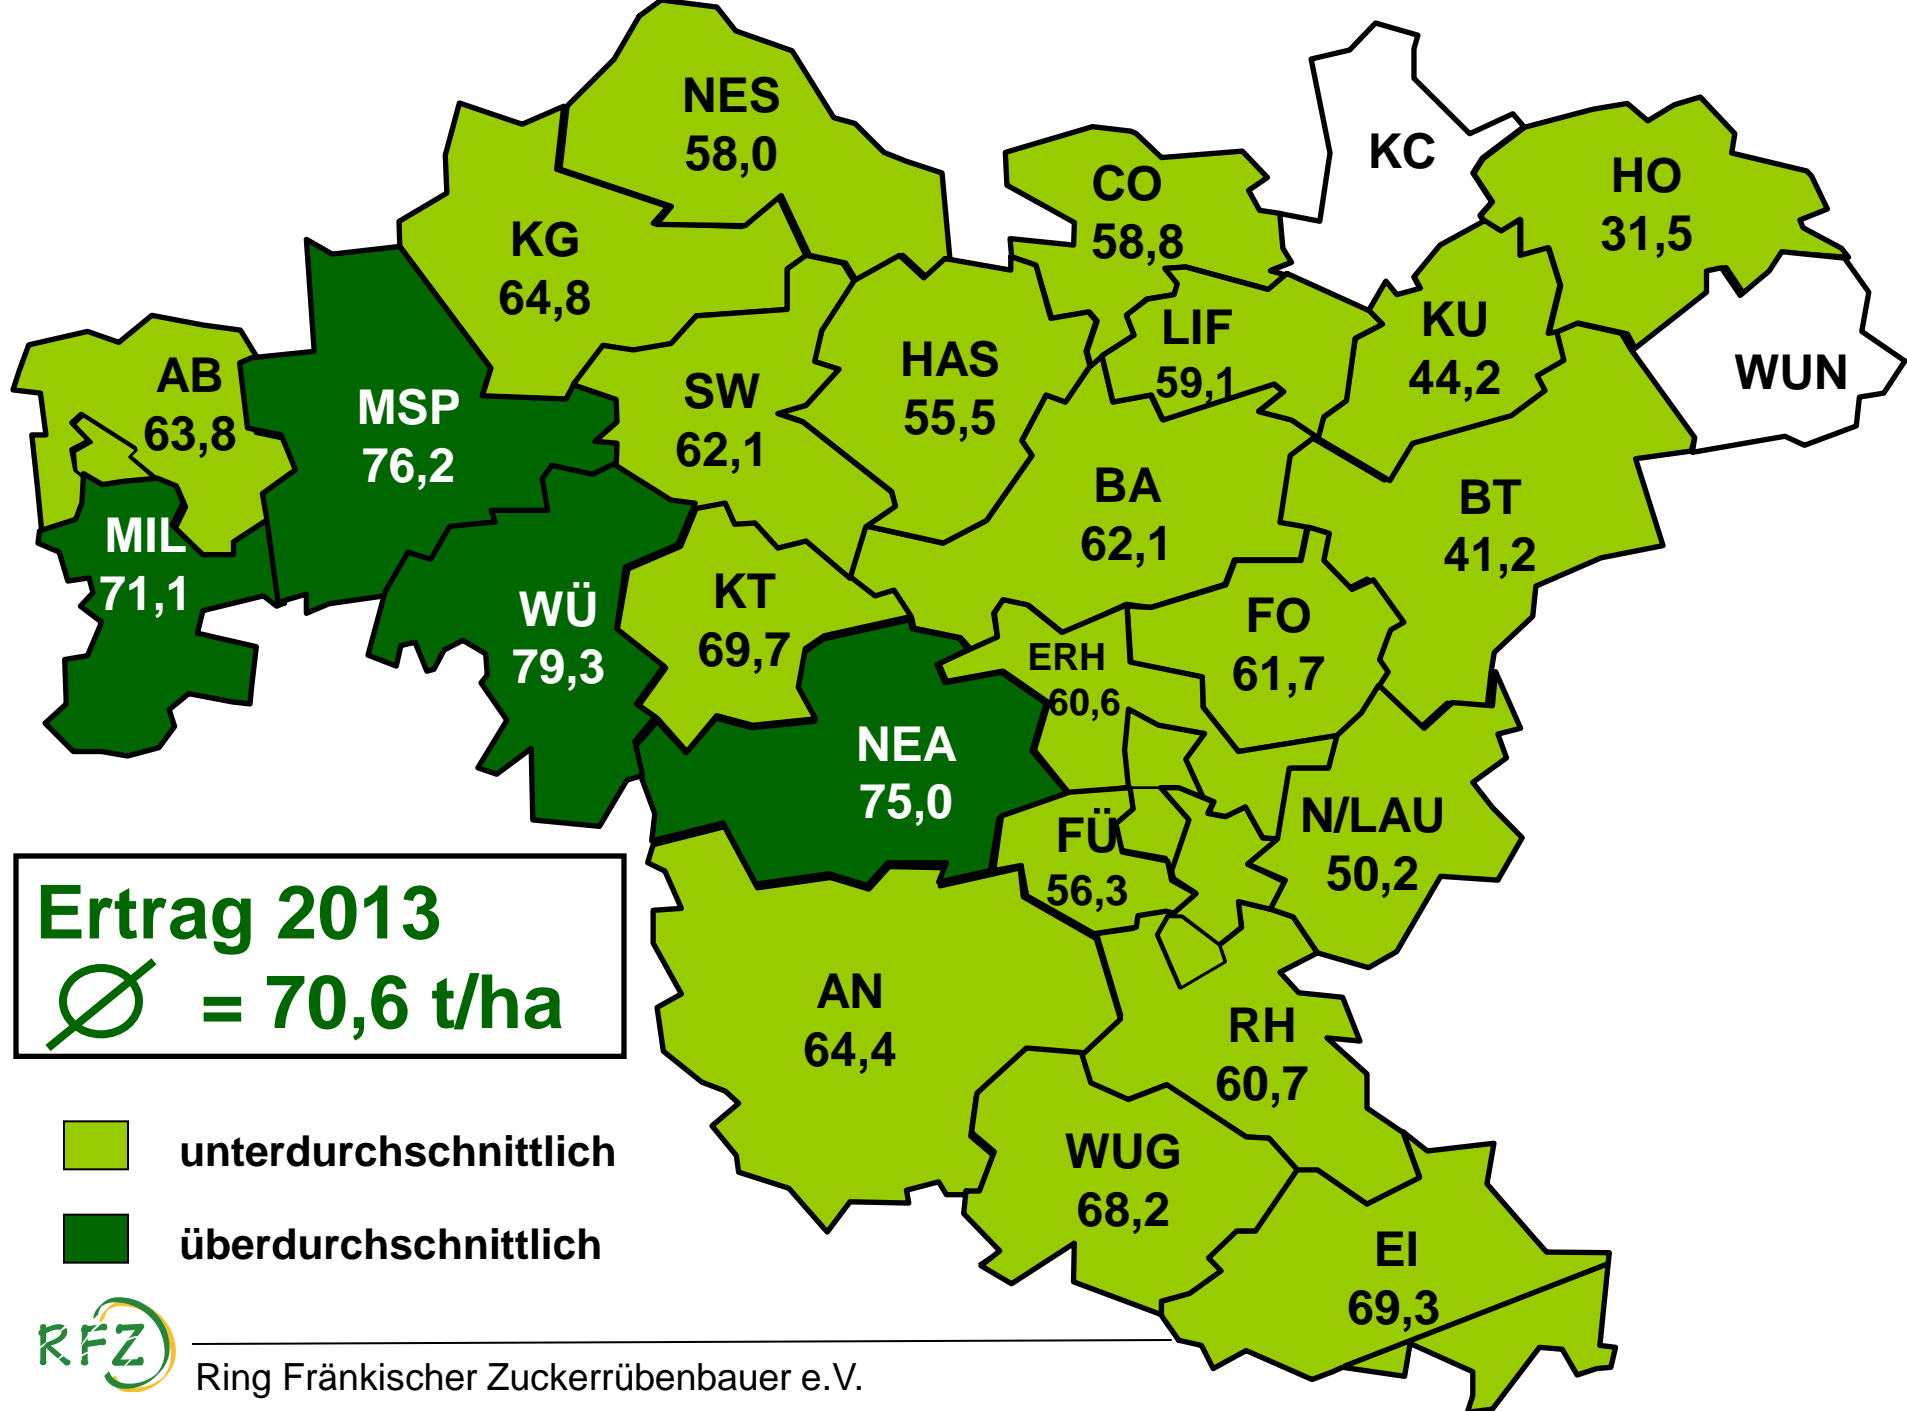 NES
58,0
KC
CO
58,8
HO
31,5
KG
64,8
LIF
59,1
KU
44,2
WUN
AB
63,8
MSP
76,2
SW
62,1
HAS
55,5
BA
62,1
BT
41,2
MIL
71,1
WÜ
79,3
KT
69,7
ERH
60,6
FO
61,7
NEA
75,0
FÜ
56,3
N/LAU
50,2
Ertrag 2013
Ø = 70,6 t/ha
AN
64,4
RH
60,7
WUG
68,2
EI
69,3
unterdurchschnittlich
überdurchschnittlich
RFZ
Ring Fränkischer Zuckerrübenbauer e.V.